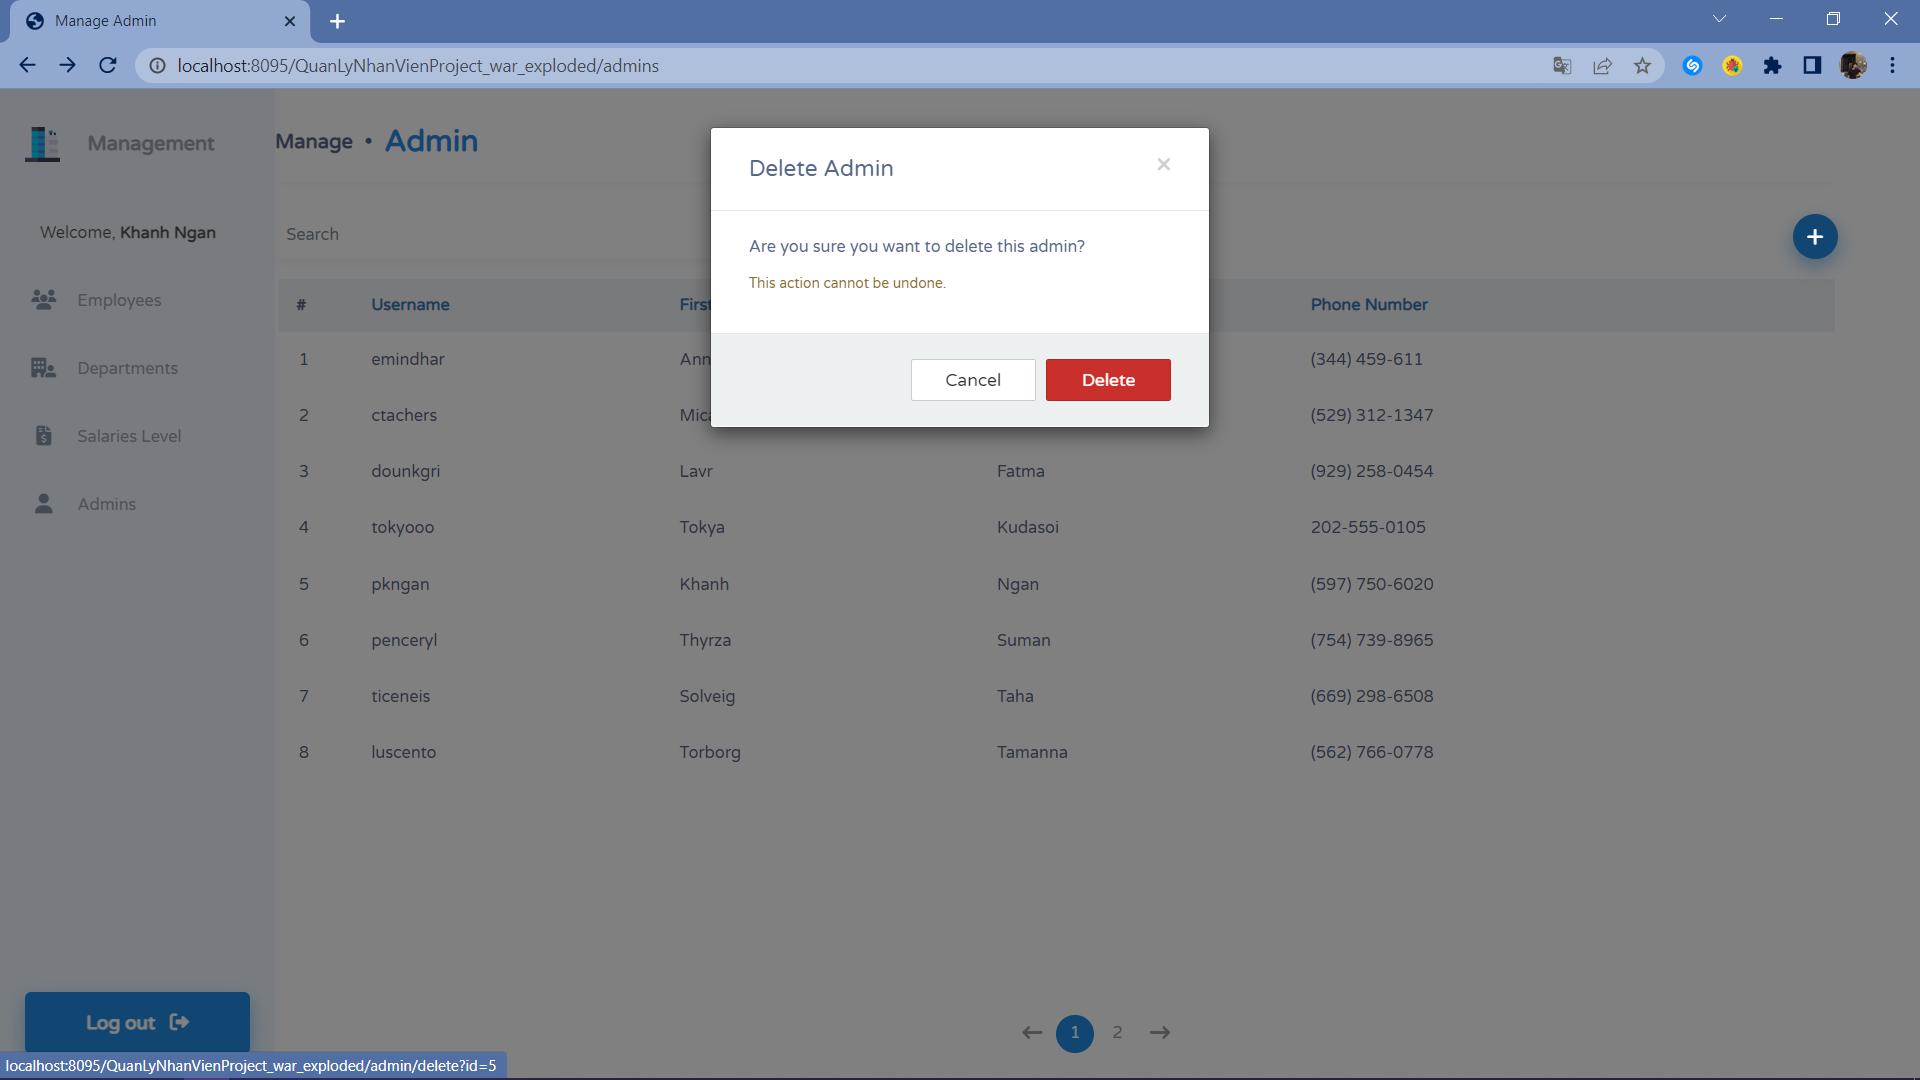 Manage Admin
localhost:8095/QuanLyNhanVienProject_war_exploded/admins
Management
Manage • Admin
Delete Admin
×
Welcome, Khanh Ngan
Search
Are you sure you want to delete this admin?
This action cannot be undone.
Cancel
Delete
Employees
Departments
Salaries Level
Admins
# Username First Phone Number
1 emindhar Ann (344) 459-611
2 ctachers (529) 312-1347
3 dounkgri Lavr Fatma (929) 258-0454
4 tokyooo Tokya Kudasoi 202-555-0105
5 pkngan Khanh Ngan (597) 750-6020
6 penceryl Thyrza Suman (754) 739-8965
7 ticeneis Solveig Taha (669) 298-6508
8 luscento Torborg Tamanna (562) 766-0778
1 2
Log out
localhost:8095/QuanLyNhanVienProject_war_exploded/admin/delete?id=5